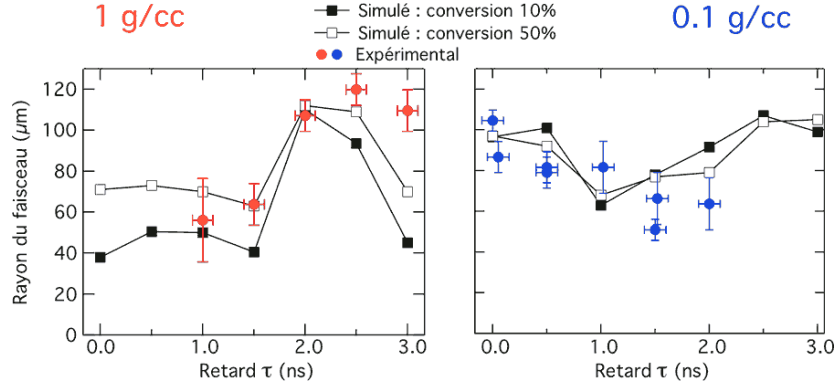 1 g/cc
Simulé : conversion 10%
Simulé : conversion 50%
Expérimental
0.1 g/cc
Rayon du faisceau (µm)
120
100
80
60
40
20
0
0.0 1.0 2.0 3.0
Retard τ (ns)
0.0 1.0 2.0 3.0
Retard τ (ns)